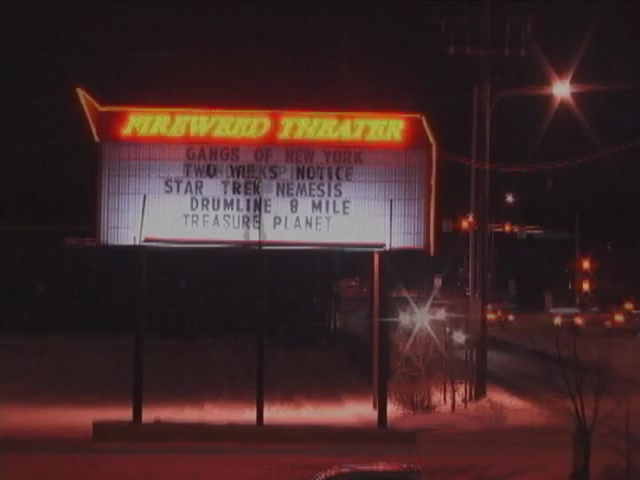 FIREWEED THEATER
GANGS OF NEW YORK
TWO WEEKS NOTICE
STAR TREK NEMESIS
DRUMLINE 8 MILE
TREASURE PLANET